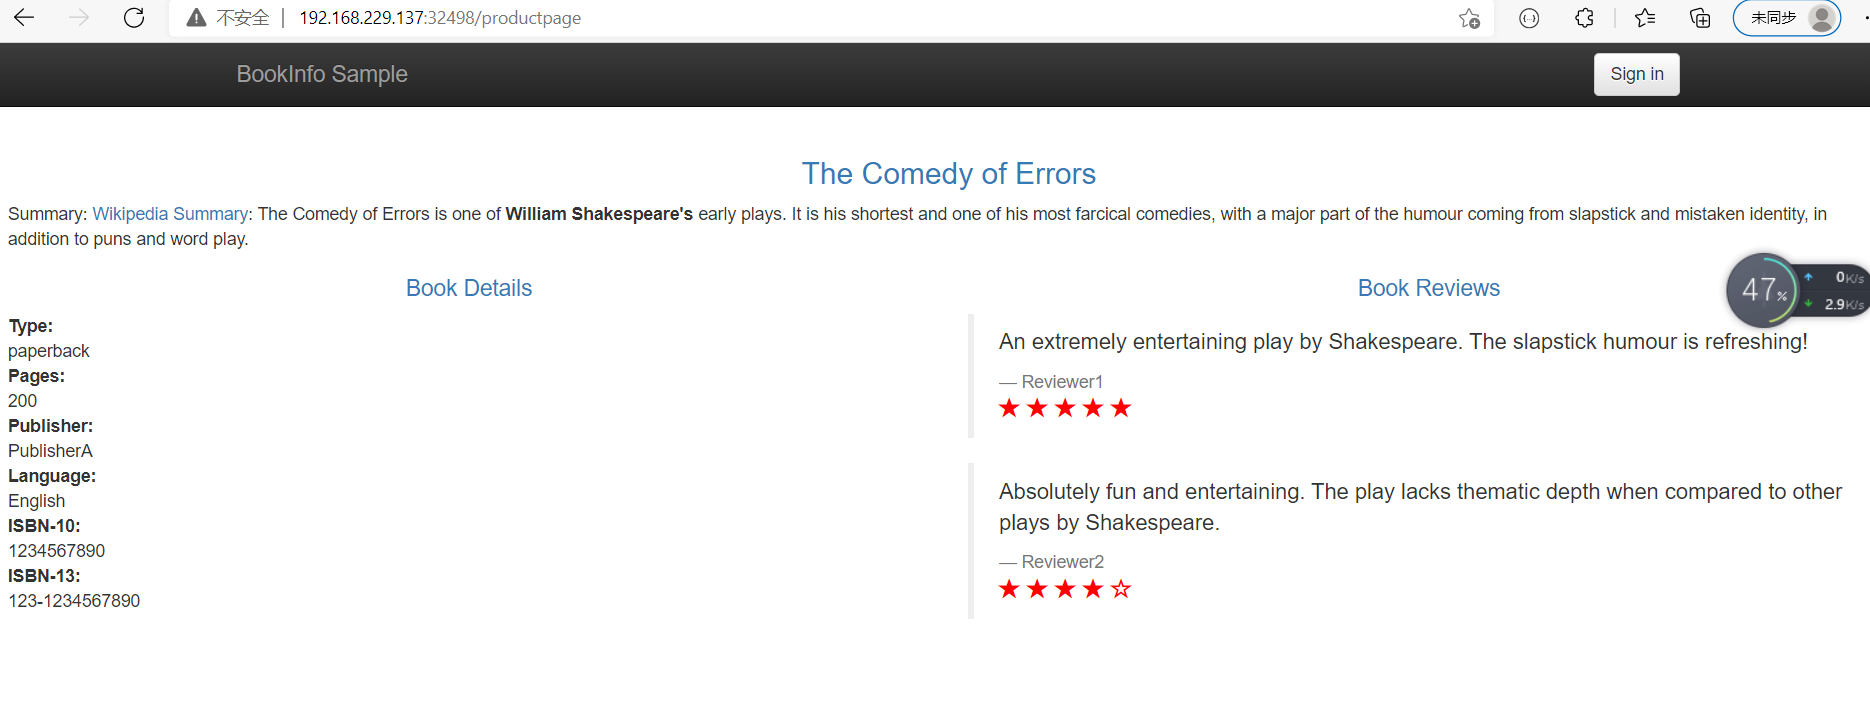 不安全 | 192.168.229.137:32498/productpage
未同步
BookInfo Sample
Sign in
The Comedy of Errors
Summary: Wikipedia Summary: The Comedy of Errors is one of William Shakespeare's early plays. It is his shortest and one of his most farcical comedies, with a major part of the humour coming from slapstick and mistaken identity, in
addition to puns and word play.
Book Details
Type:
paperback
Pages:
200
Publisher:
PublisherA
Language:
English
ISBN-10:
1234567890
ISBN-13:
123-1234567890
Book Reviews
An extremely entertaining play by Shakespeare. The slapstick humour is refreshing!
— Reviewer1
★ ★ ★ ★ ★
Absolutely fun and entertaining. The play lacks thematic depth when compared to other
plays by Shakespeare.
— Reviewer2
★ ★ ★ ★ ☆
47%
0K/s
2.9K/s